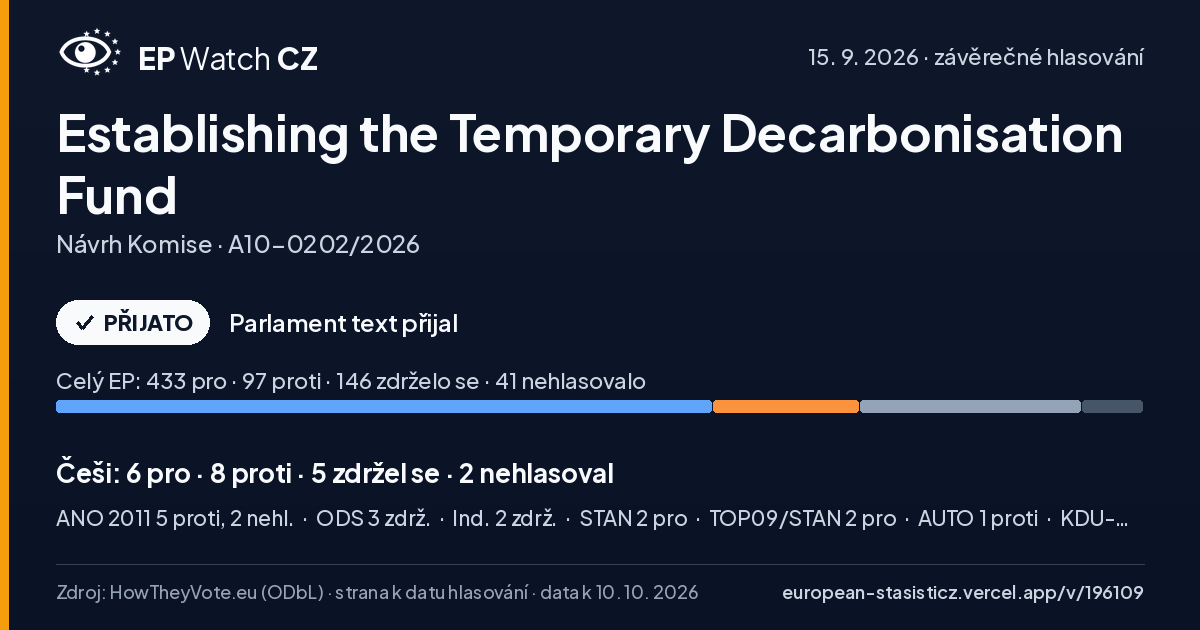 EP Watch CZ
15. 9. 2026 · závěrečné hlasování
Establishing the Temporary Decarbonisation
Fund
Návrh Komise · A10-0202/2026
✓ PŘIJATO
Parlament text přijal
Celý EP: 433 pro · 97 proti · 146 zdrželo se · 41 nehlasovalo
Češi: 6 pro · 8 proti · 5 zdržel se · 2 nehlasoval
ANO 2011 5 proti, 2 nehl. · ODS 3 zdrž. · Ind. 2 zdrž. · STAN 2 pro · TOP09/STAN 2 pro · AUTO 1 proti · KDU-…
Zdroj: HowTheyVote.eu (ODbL) · strana k datu hlasování · data k 10. 10. 2026
european-stasisticz.vercel.app/v/196109